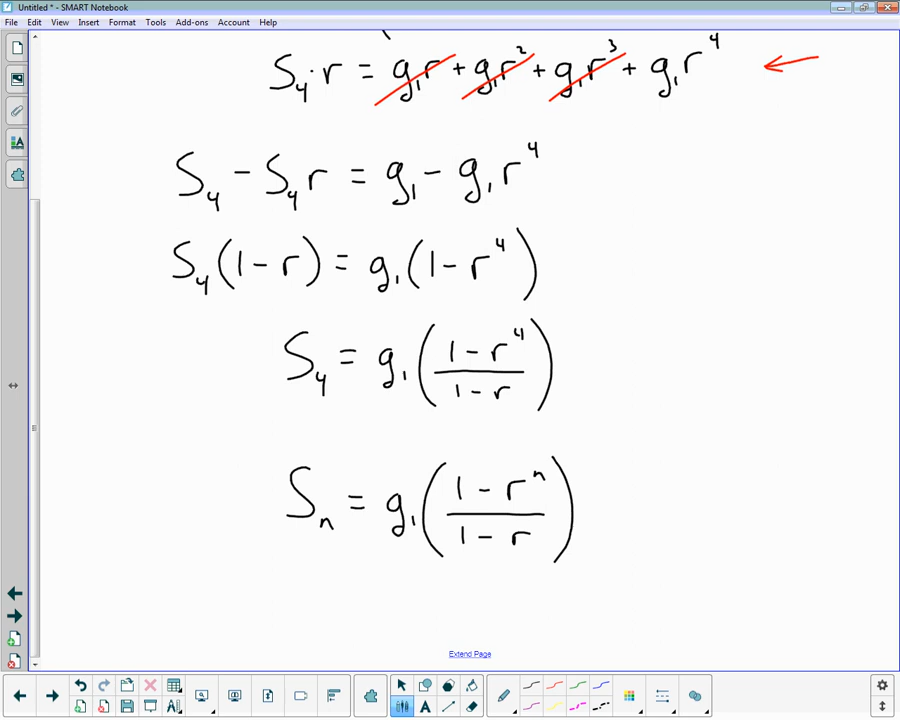 Untitled * - SMART Notebook
File Edit View Insert Format Tools Add-ons Account Help
S₄·r = g₁r + g₁r² + g₁r³ + g₁r⁴
S₄ - S₄r = g₁ - g₁r⁴
S₄(1-r) = g₁(1-r⁴)
S₄ = g₁((1-r⁴)/(1-r))
Sₙ = g₁((1-rⁿ)/(1-r))
Extend Page